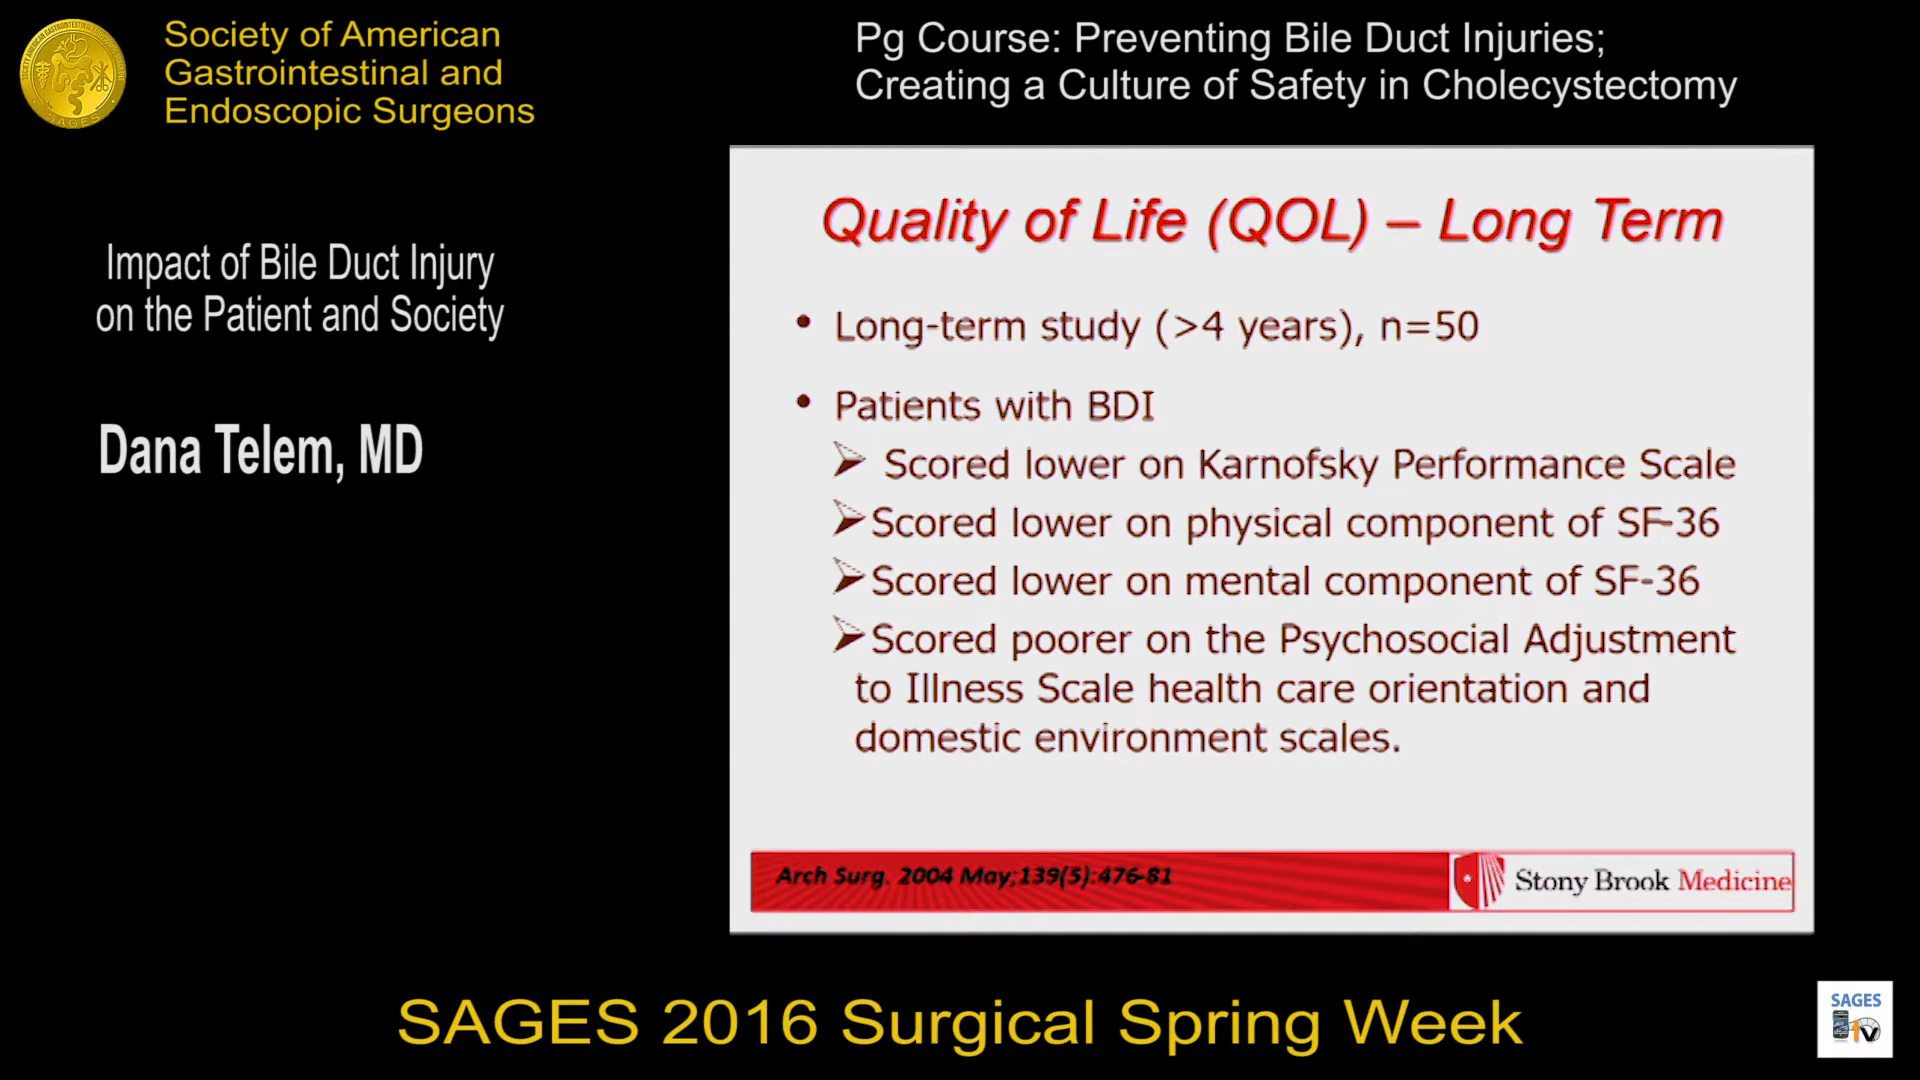 Society of American
Gastrointestinal and
Endoscopic Surgeons
Pg Course: Preventing Bile Duct Injuries;
Creating a Culture of Safety in Cholecystectomy
Impact of Bile Duct Injury
on the Patient and Society
Dana Telem, MD
Quality of Life (QOL) – Long Term
• Long-term study (>4 years), n=50
• Patients with BDI
➢ Scored lower on Karnofsky Performance Scale
➢Scored lower on physical component of SF-36
➢Scored lower on mental component of SF-36
➢Scored poorer on the Psychosocial Adjustment
to Illness Scale health care orientation and
domestic environment scales.
Arch Surg. 2004 May;139(5):476-81
Stony Brook Medicine
SAGES 2016 Surgical Spring Week
SAGES
TV